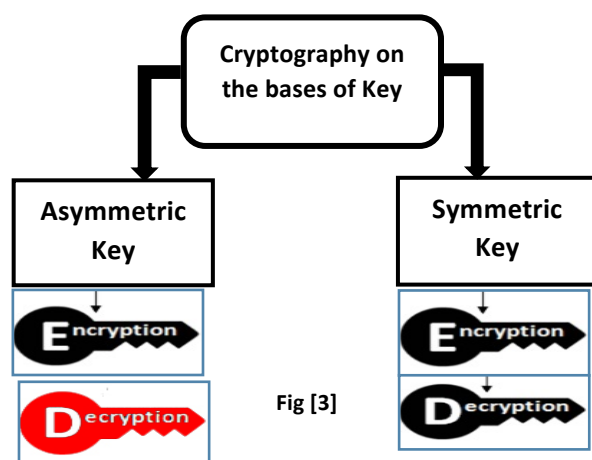 Cryptography on
the bases of Key
Asymmetric
Key
Symmetric
Key
Encryption
Decryption
Encryption
Decryption
Fig [3]